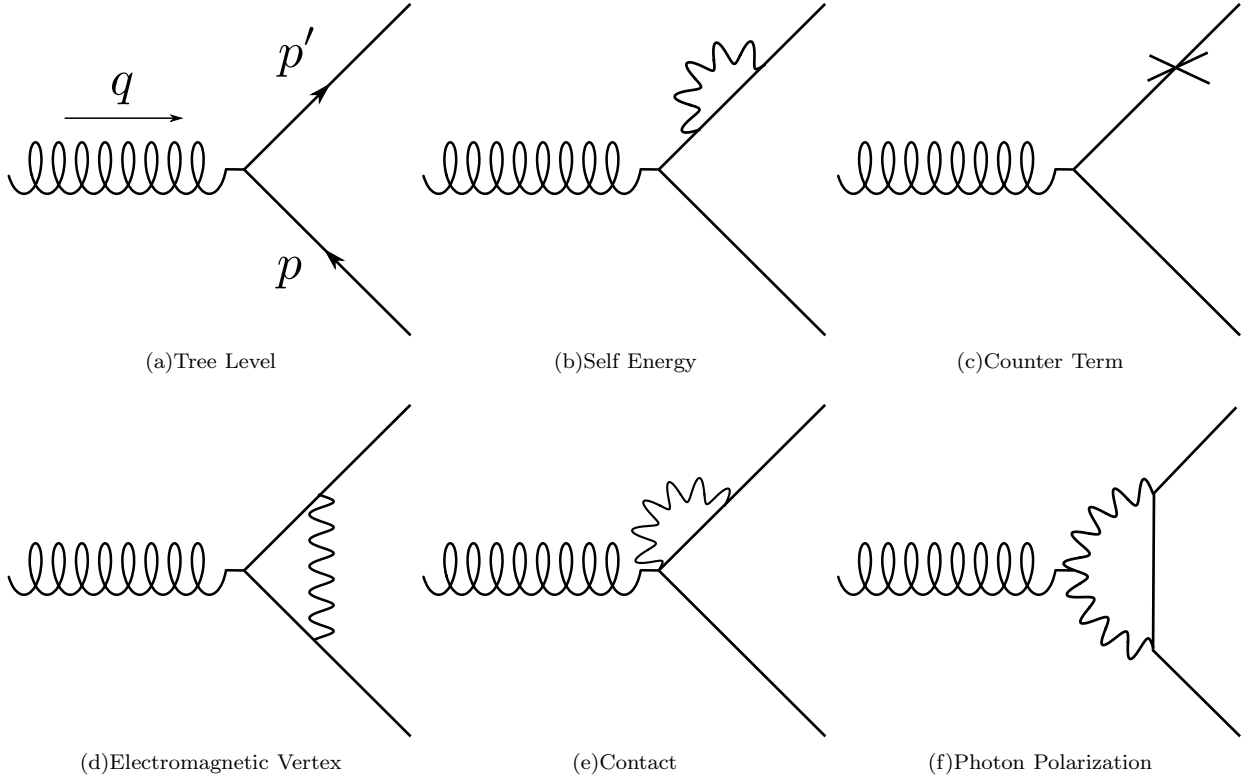 p′
q
p
(a)Tree Level
(b)Self Energy
(c)Counter Term
(d)Electromagnetic Vertex
(e)Contact
(f)Photon Polarization